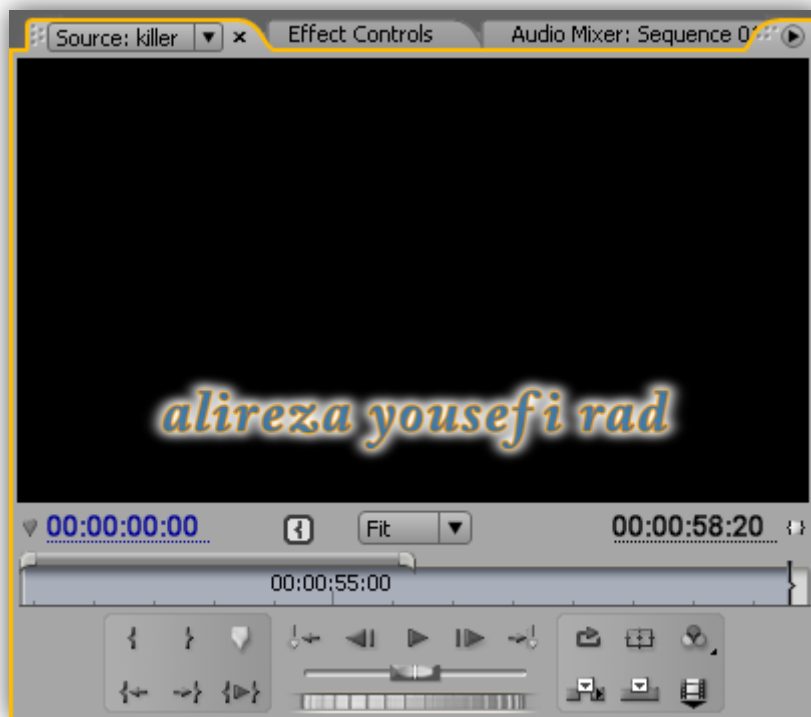 Source: killer Effect Controls Audio Mixer: Sequence 0
alireza yousefi rad
00:00:00:00 Fit 00:00:58:20
00:00:55:00